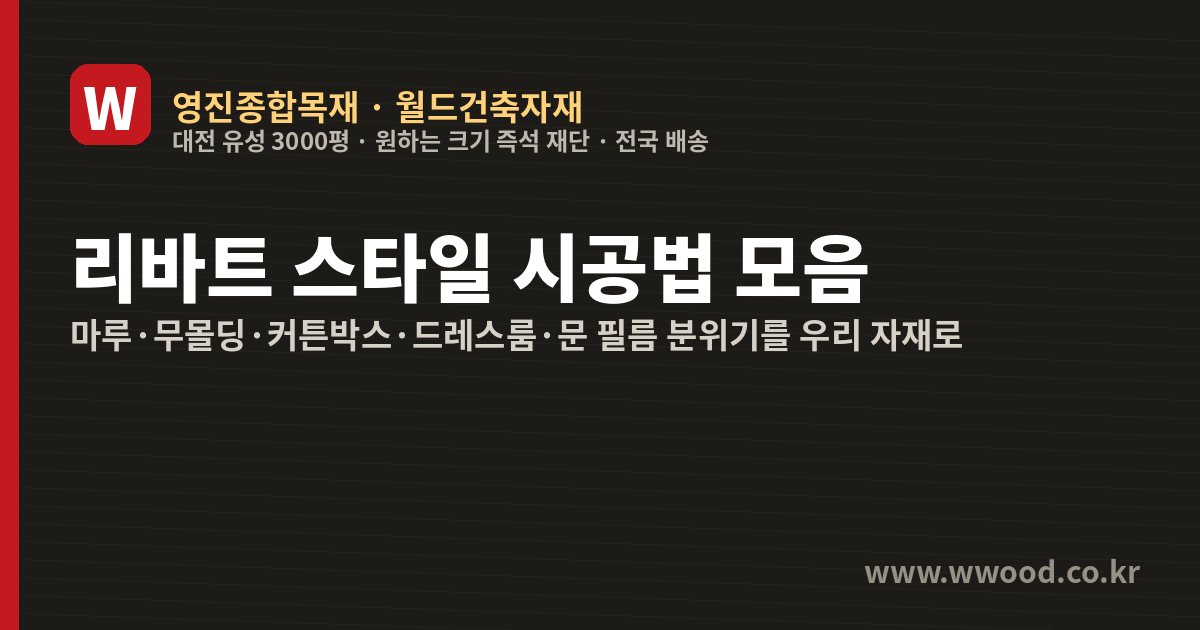 W
영진종합목재 · 월드건축자재
대전 유성 3000평 · 원하는 크기 즉석 재단 · 전국 배송
리바트 스타일 시공법 모음
마루·무몰딩·커튼박스·드레스룸·문 필름 분위기를 우리 자재로
www.wwood.co.kr